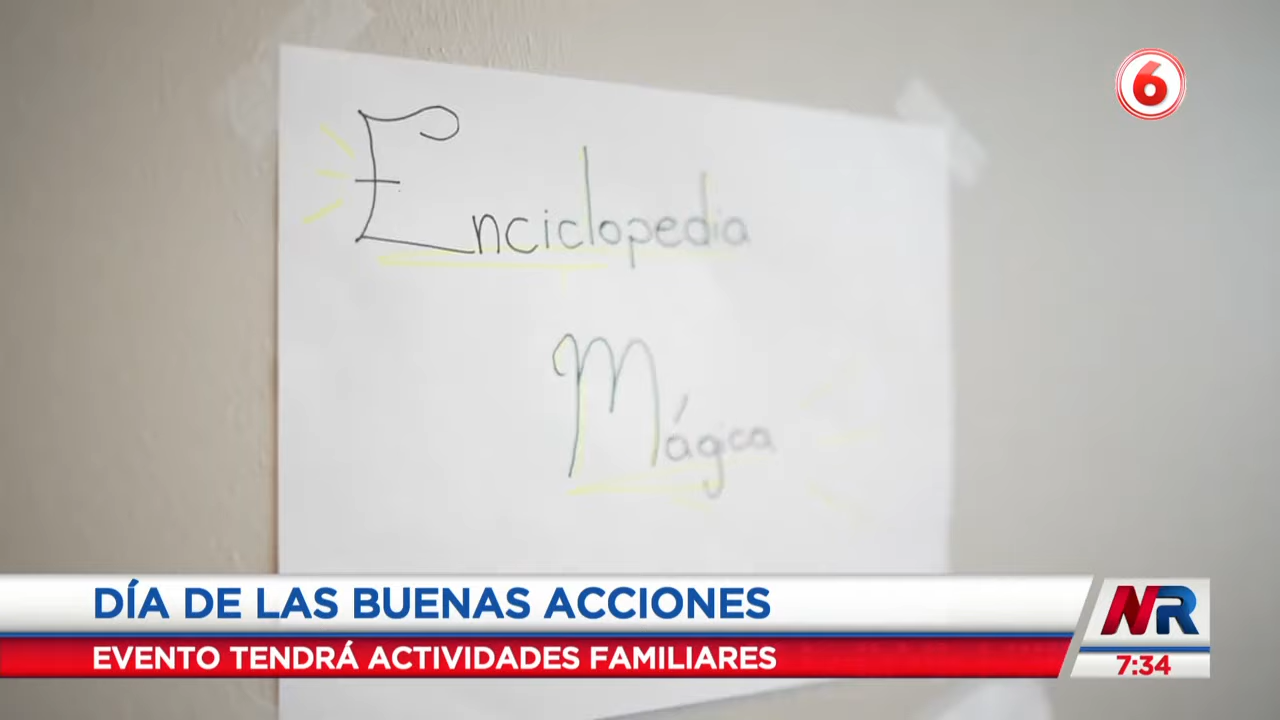 6
Enciclopedia
Mágica
DÍA DE LAS BUENAS ACCIONES
EVENTO TENDRÁ ACTIVIDADES FAMILIARES
NR
7:34